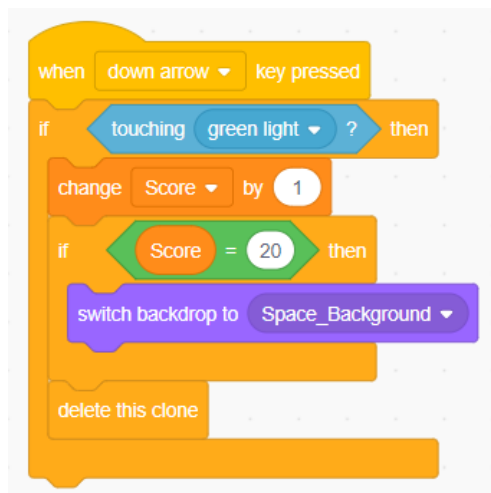 when down arrow key pressed
if touching green light ? then
change Score by 1
if Score = 20 then
switch backdrop to Space_Background
delete this clone